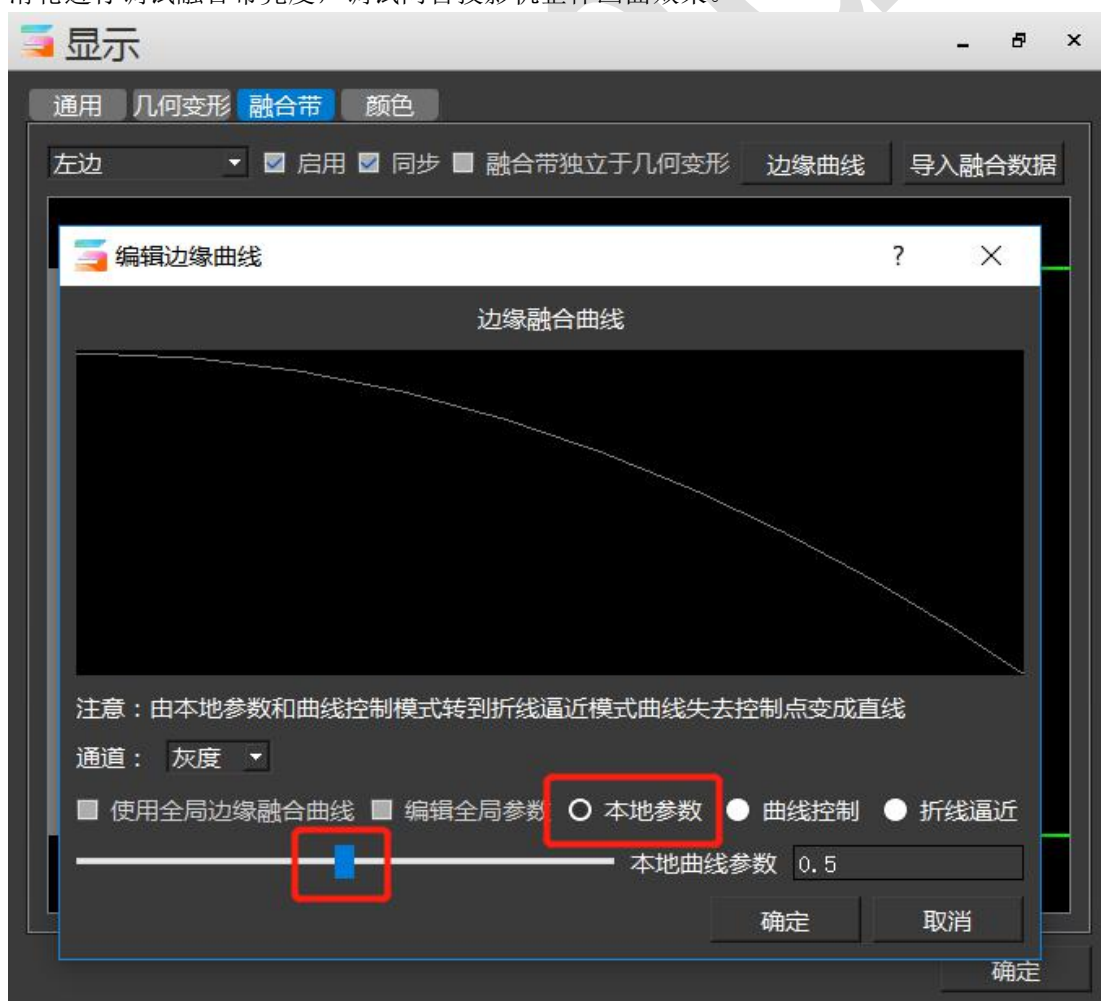 显示
通用 几何变形 融合带 颜色
左边 启用 同步 融合带独立于几何变形 边缘曲线 导入融合数据
编辑边缘曲线 ?
边缘融合曲线
注意：由本地参数和曲线控制模式转到折线逼近模式曲线失去控制点变成直线
通道： 灰度
使用全局边缘融合曲线 编辑全局参数 本地参数 曲线控制 折线逼近
本地曲线参数 0.5
确定 取消
确定